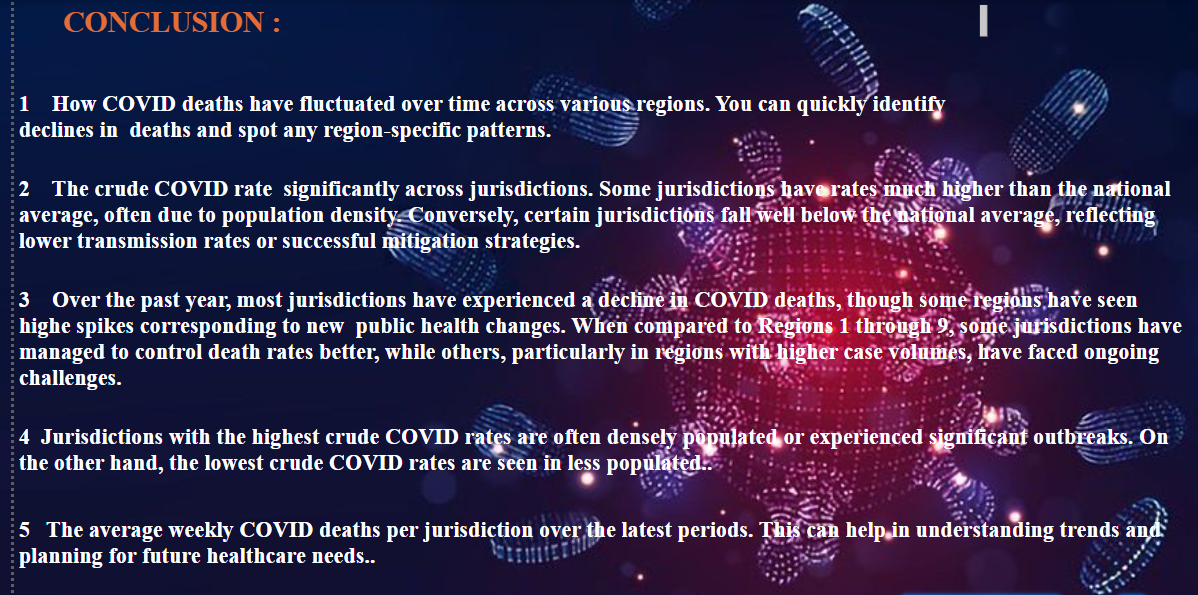 CONCLUSION :
1 How COVID deaths have fluctuated over time across various regions. You can quickly identify
declines in deaths and spot any region-specific patterns.
2 The crude COVID rate significantly across jurisdictions. Some jurisdictions have rates much higher than the national
average, often due to population density. Conversely, certain jurisdictions fall well below the national average, reflecting
lower transmission rates or successful mitigation strategies.
3 Over the past year, most jurisdictions have experienced a decline in COVID deaths, though some regions have seen
highe spikes corresponding to new public health changes. When compared to Regions 1 through 9, some jurisdictions have
managed to control death rates better, while others, particularly in regions with higher case volumes, have faced ongoing
challenges.
4 Jurisdictions with the highest crude COVID rates are often densely populated or experienced significant outbreaks. On
the other hand, the lowest crude COVID rates are seen in less populated..
5 The average weekly COVID deaths per jurisdiction over the latest periods. This can help in understanding trends and
planning for future healthcare needs..